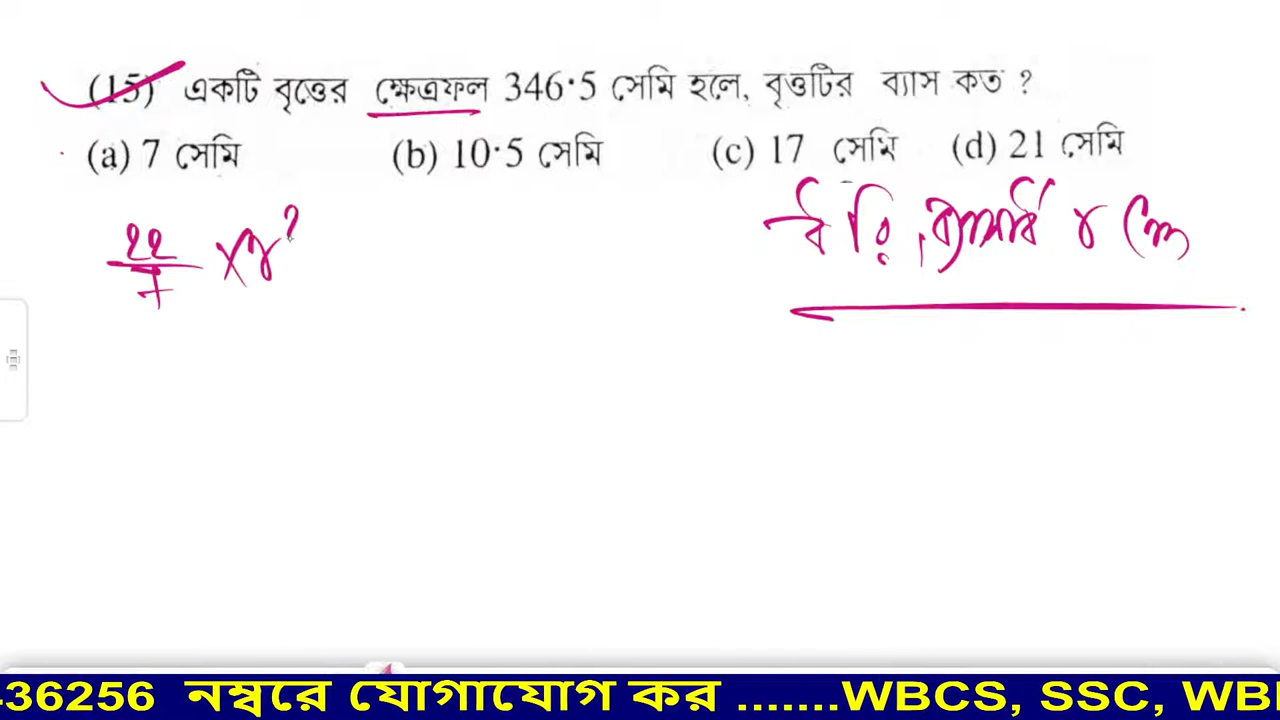 (15) একটি বৃত্তের ক্ষেত্রফল 346·5 সেমি হলে, বৃত্তটির ব্যাস কত ?
(a) 7 সেমি (b) 10·5 সেমি (c) 17 সেমি (d) 21 সেমি
ধরি, ব্যাসার্ধ r সেমি
22/7 × r²
36256 নম্বরে যোগাযোগ কর .......WBCS, SSC, WB